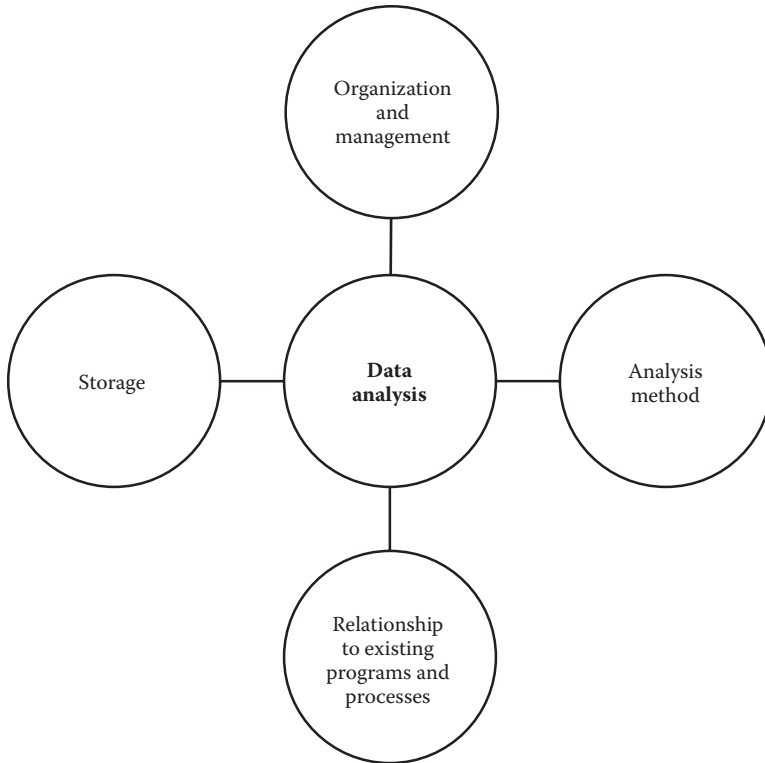 Organization
and
management
Storage
Data
analysis
Analysis
method
Relationship
to existing
programs and
processes